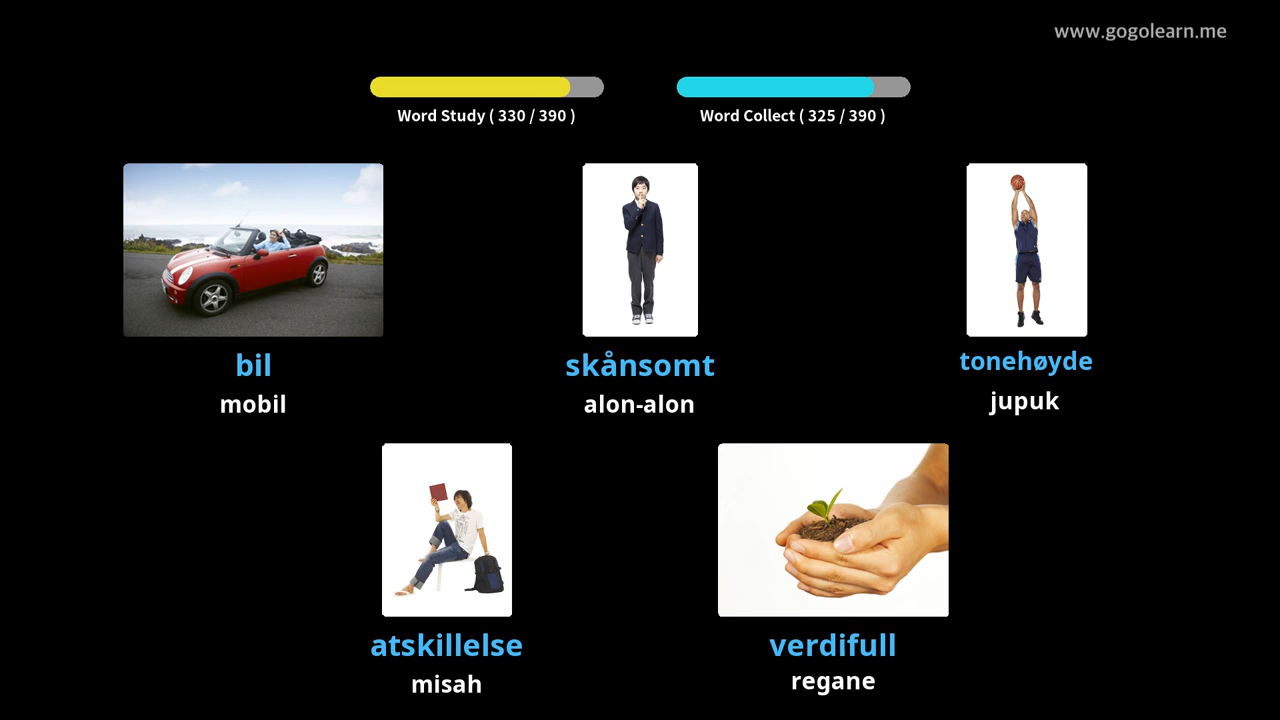 www.gogolearn.me
Word Study ( 330 / 390 )
Word Collect ( 325 / 390 )
bil
mobil
skånsomt
alon-alon
tonehøyde
jupuk
atskillelse
misah
verdifull
regane